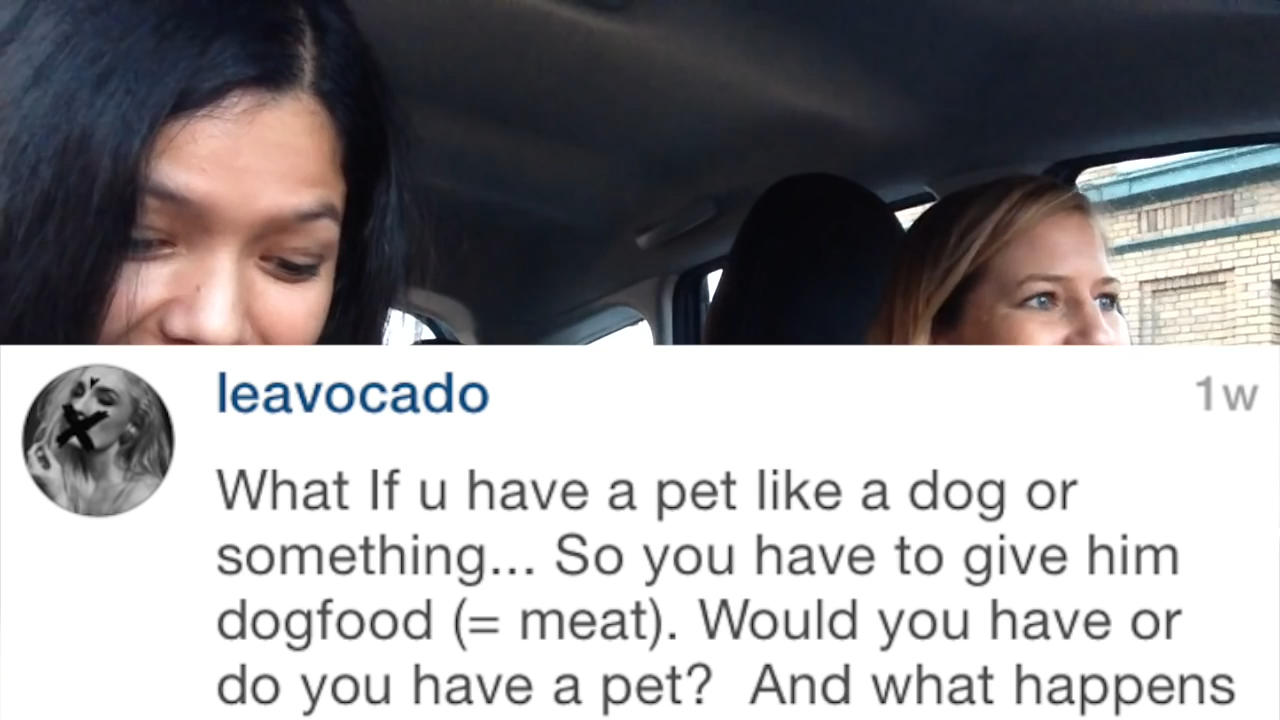 leavocado
1w
What If u have a pet like a dog or
something... So you have to give him
dogfood (= meat). Would you have or
do you have a pet?  And what happens